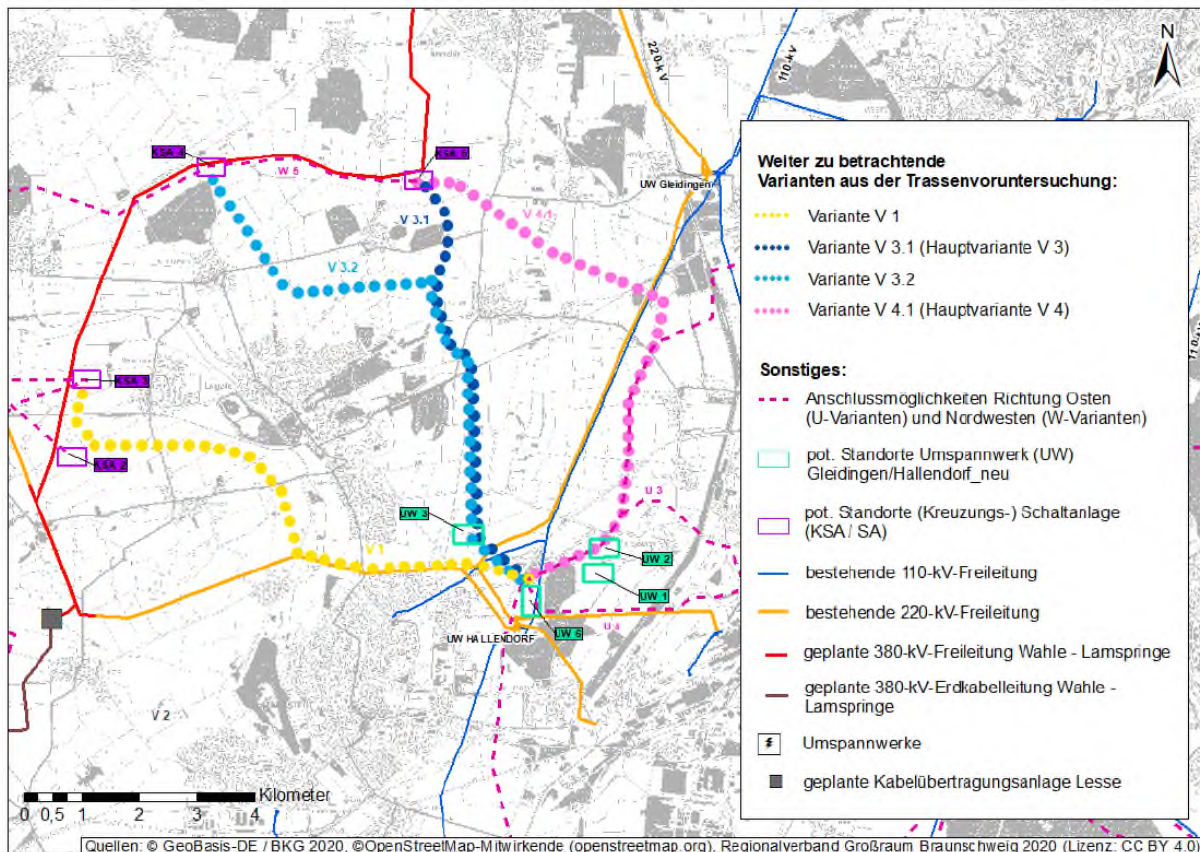 220-kV
110-kV
N
KSA 4
W 5
UW Gleidingen
V 3.1
V 4.1
V 3.2
KSA 3
KSA 2
UW 3
U 3
V 1
UW 2
UW 1
UW 6
U 4
UW HALLENDORF
V 2
110-kV
Kilometer
0 0,5 1 2 3 4
Weiter zu betrachtende
Varianten aus der Trassenvoruntersuchung:
Variante V 1
Variante V 3.1 (Hauptvariante V 3)
Variante V 3.2
Variante V 4.1 (Hauptvariante V 4)
Sonstiges:
Anschlussmöglichkeiten Richtung Osten
(U-Varianten) und Nordwesten (W-Varianten)
pot. Standorte Umspannwerk (UW)
Gleidingen/Hallendorf_neu
pot. Standorte (Kreuzungs-) Schaltanlage
(KSA / SA)
bestehende 110-kV-Freileitung
bestehende 220-kV-Freileitung
geplante 380-kV-Freileitung Wahle - Lamspringe
geplante 380-kV-Erdkabelleitung Wahle -
Lamspringe
Umspannwerke
geplante Kabelübertragungsanlage Lesse
Quellen: © GeoBasis-DE / BKG 2020, ©OpenStreetMap-Mitwirkende (openstreetmap.org), Regionalverband Großraum Braunschweig 2020 (Lizenz: CC BY 4.0)